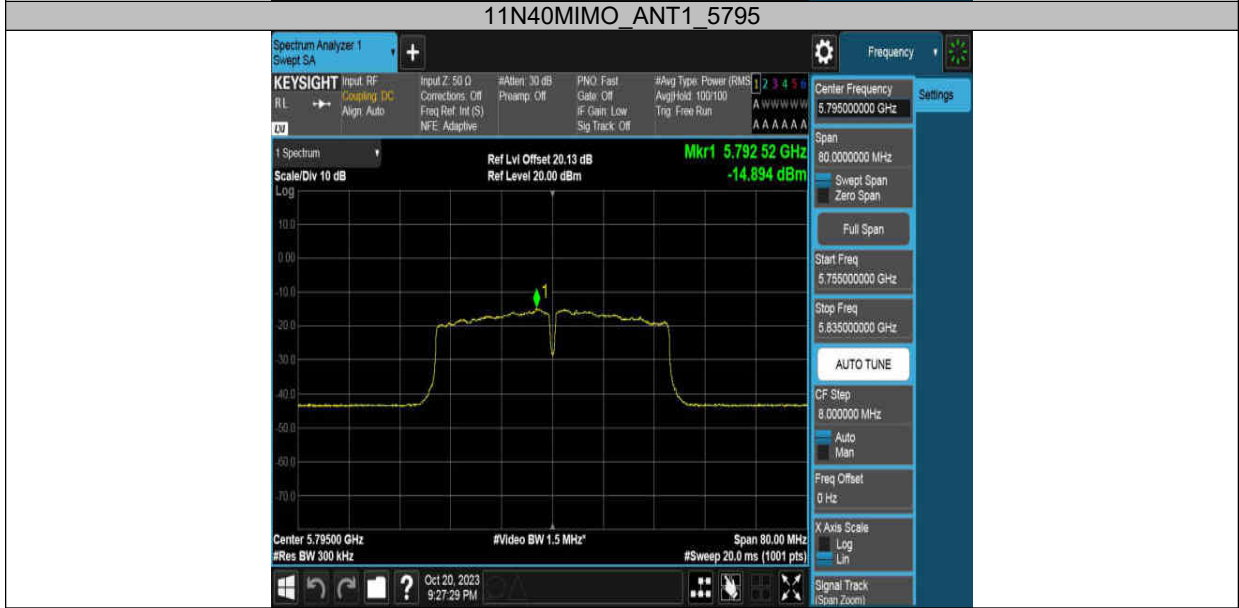 11N40MIMO_ANT1_5795
Spectrum Analyzer 1
Swept SA
Frequency
KEYSIGHT
RL
Input: RF
Coupling: DC
Align: Auto
Input Z: 50 Ω
Corrections: Off
Freq Ref: Int (S)
NFE: Adaptive
#Atten: 30 dB
Preamp: Off
PNO: Fast
Gate: Off
IF Gain: Low
Sig Track: Off
#Avg Type: Power (RMS
Avg|Hold: 100/100
Trig: Free Run
1 2 3 4 5 6
A W W W W W
A A A A A A
Center Frequency
5.795000000 GHz
Settings
Span
80.0000000 MHz
Swept Span
Zero Span
Full Span
Start Freq
5.755000000 GHz
Stop Freq
5.835000000 GHz
AUTO TUNE
CF Step
8.000000 MHz
Auto
Man
Freq Offset
0 Hz
X Axis Scale
Log
Lin
Signal Track
(Span Zoom)
1 Spectrum
Scale/Div 10 dB
Log
Ref Lvl Offset 20.13 dB
Ref Level 20.00 dBm
Mkr1 5.792 52 GHz
-14.894 dBm
10.0
0.00
-10.0
1
-20.0
-30.0
-40.0
-50.0
-60.0
-70.0
Center 5.79500 GHz
#Res BW 300 kHz
#Video BW 1.5 MHz*
Span 80.00 MHz
#Sweep 20.0 ms (1001 pts)
?
Oct 20, 2023
9:27:29 PM